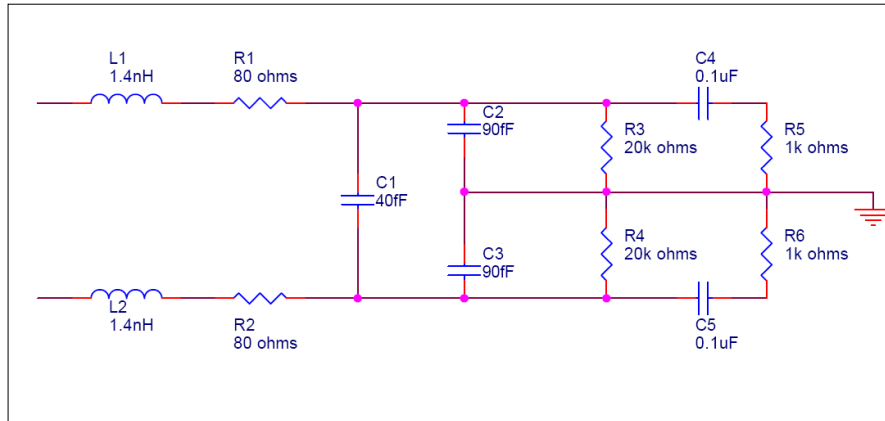 L1
1.4nH
R1
80 ohms
C4
0.1uF
C2
90fF
R3
20k ohms
R5
1k ohms
C1
40fF
C3
90fF
R4
20k ohms
R6
1k ohms
L2
1.4nH
R2
80 ohms
C5
0.1uF